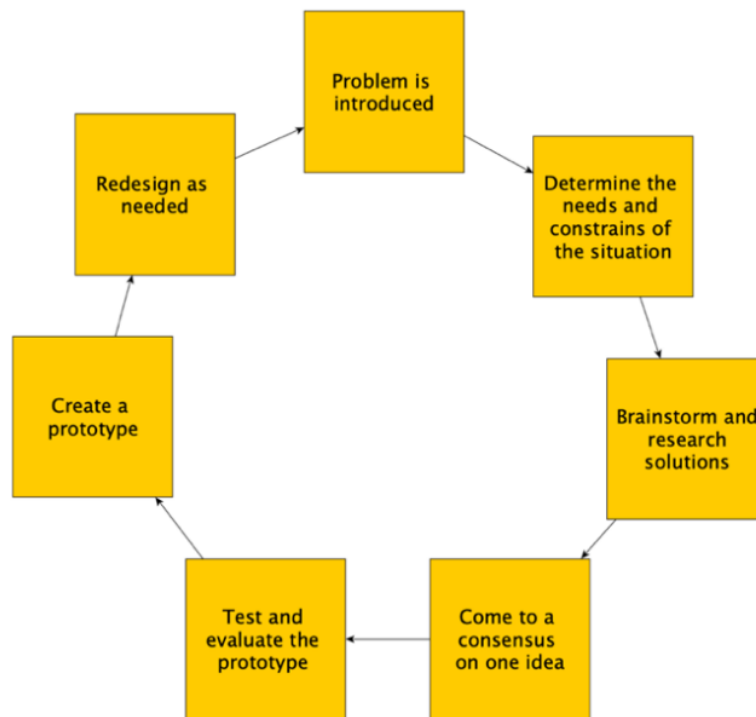 Problem is
introduced
Determine the
needs and
constrains of
the situation
Brainstorm and
research
solutions
Come to a
consensus
on one idea
Test and
evaluate the
prototype
Create a
prototype
Redesign as
needed